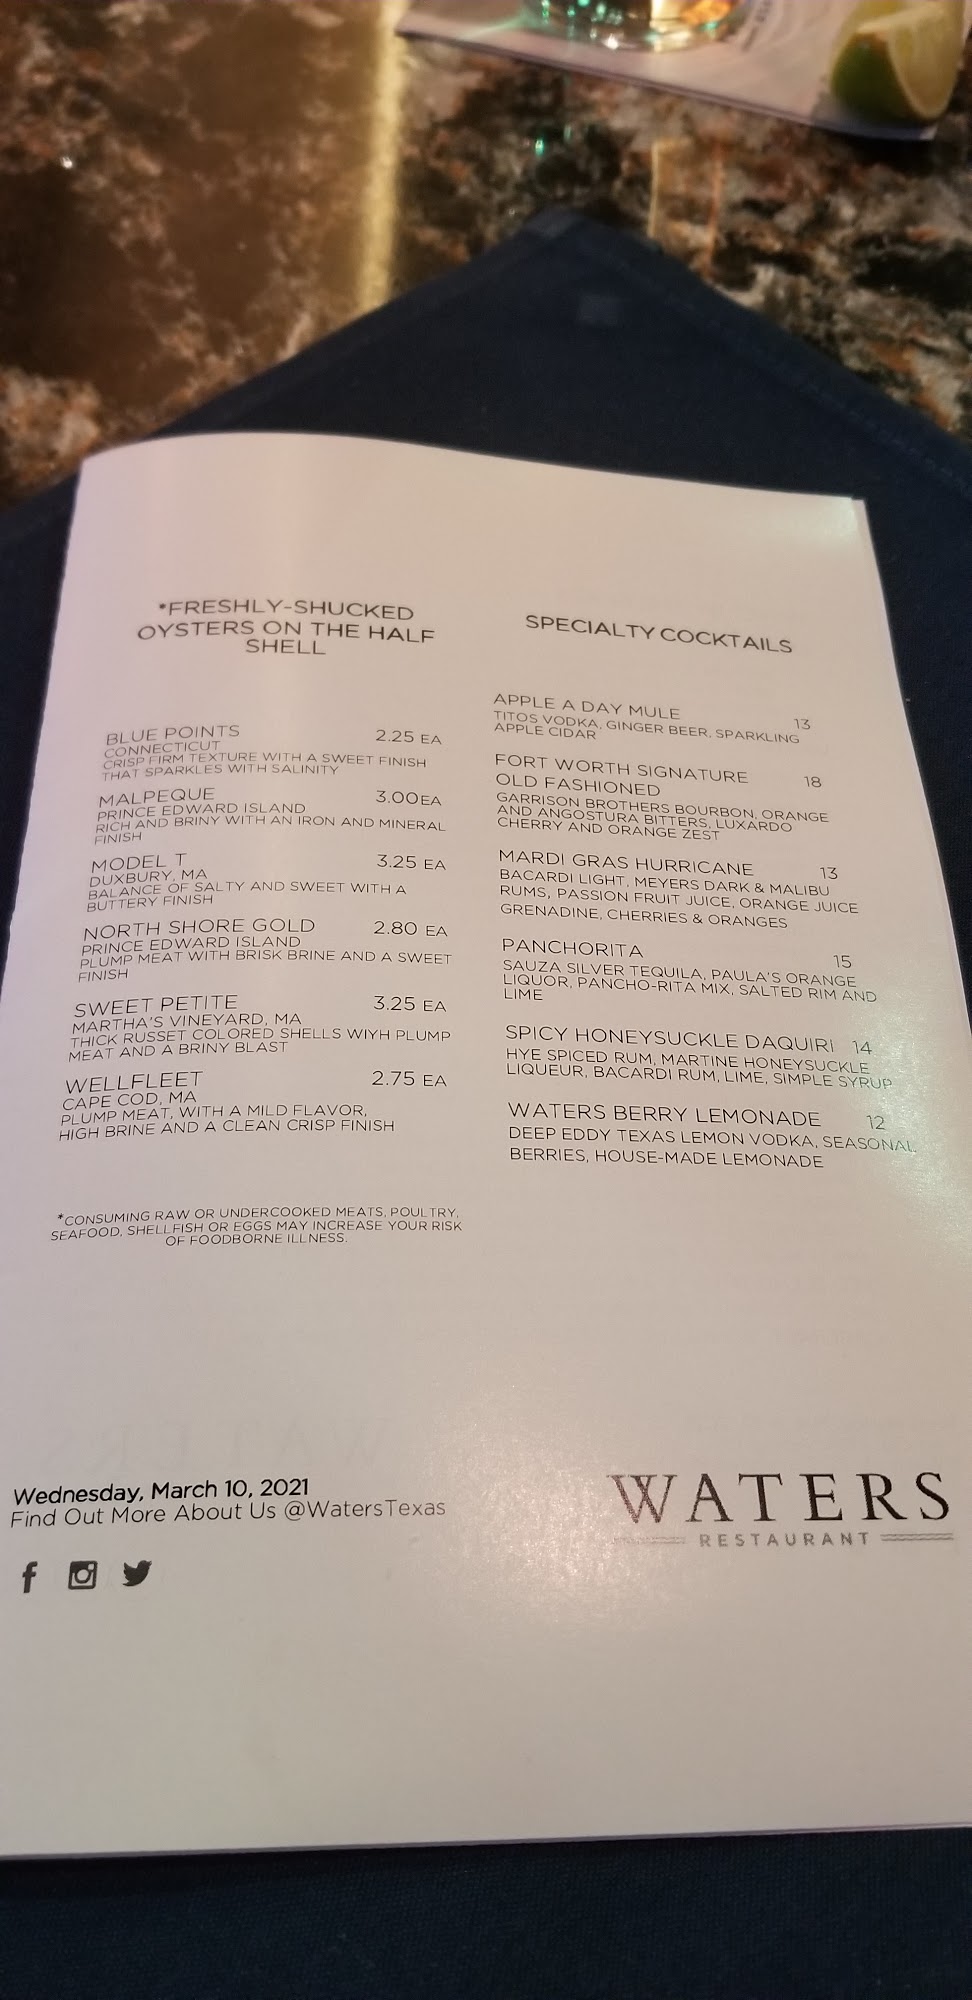 *FRESHLY-SHUCKED
OYSTERS ON THE HALF
SHELL
BLUE POINTS 2.25 EA
CONNECTICUT
CRISP FIRM TEXTURE WITH A SWEET FINISH
THAT SPARKLES WITH SALINITY
MALPEQUE 3.00EA
PRINCE EDWARD ISLAND
RICH AND BRINY WITH AN IRON AND MINERAL
FINISH
MODEL T 3.25 EA
DUXBURY, MA
BALANCE OF SALTY AND SWEET WITH A
BUTTERY FINISH
NORTH SHORE GOLD 2.80 EA
PRINCE EDWARD ISLAND
PLUMP MEAT WITH BRISK BRINE AND A SWEET
FINISH
SWEET PETITE 3.25 EA
MARTHA'S VINEYARD, MA
THICK RUSSET COLORED SHELLS WIYH PLUMP
MEAT AND A BRINY BLAST
WELLFLEET 2.75 EA
CAPE COD, MA
PLUMP MEAT, WITH A MILD FLAVOR,
HIGH BRINE AND A CLEAN CRISP FINISH
*CONSUMING RAW OR UNDERCOOKED MEATS, POULTRY,
SEAFOOD, SHELLFISH OR EGGS MAY INCREASE YOUR RISK
OF FOODBORNE ILLNESS.
SPECIALTY COCKTAILS
APPLE A DAY MULE 13
TITOS VODKA, GINGER BEER, SPARKLING
APPLE CIDAR
FORT WORTH SIGNATURE 18
OLD FASHIONED
GARRISON BROTHERS BOURBON, ORANGE
AND ANGOSTURA BITTERS, LUXARDO
CHERRY AND ORANGE ZEST
MARDI GRAS HURRICANE 13
BACARDI LIGHT, MEYERS DARK & MALIBU
RUMS, PASSION FRUIT JUICE, ORANGE JUICE
GRENADINE, CHERRIES & ORANGES
PANCHORITA 15
SAUZA SILVER TEQUILA, PAULA'S ORANGE
LIQUOR, PANCHO-RITA MIX, SALTED RIM AND
LIME
SPICY HONEYSUCKLE DAQUIRI 14
HYE SPICED RUM, MARTINE HONEYSUCKLE
LIQUEUR, BACARDI RUM, LIME, SIMPLE SYRUP
WATERS BERRY LEMONADE 12
DEEP EDDY TEXAS LEMON VODKA, SEASONAL
BERRIES, HOUSE-MADE LEMONADE
Wednesday, March 10, 2021
Find Out More About Us @WatersTexas
WATERS
RESTAURANT